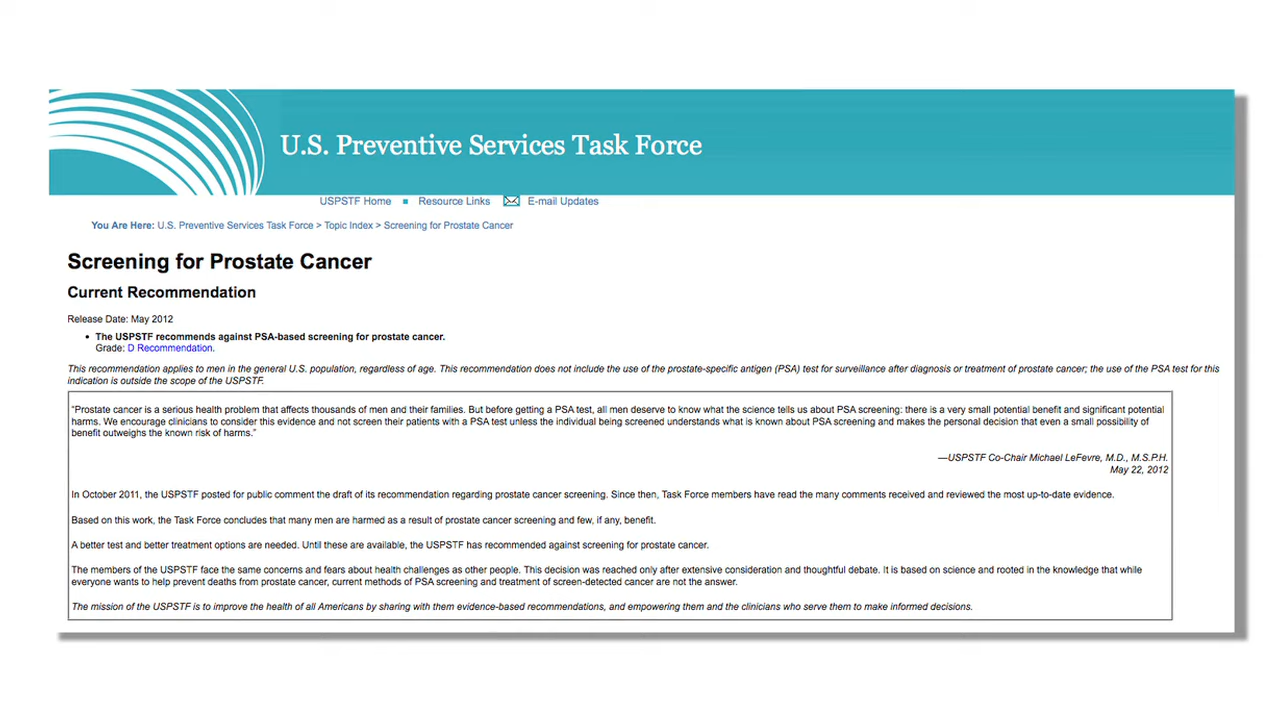 U.S. Preventive Services Task Force
USPSTF Home ■ Resource Links E-mail Updates
You Are Here: U.S. Preventive Services Task Force > Topic Index > Screening for Prostate Cancer
Screening for Prostate Cancer
Current Recommendation
Release Date: May 2012
• The USPSTF recommends against PSA-based screening for prostate cancer.
Grade: D Recommendation.
This recommendation applies to men in the general U.S. population, regardless of age. This recommendation does not include the use of the prostate-specific antigen (PSA) test for surveillance after diagnosis or treatment of prostate cancer; the use of the PSA test for this
indication is outside the scope of the USPSTF.
"Prostate cancer is a serious health problem that affects thousands of men and their families. But before getting a PSA test, all men deserve to know what the science tells us about PSA screening: there is a very small potential benefit and significant potential
harms. We encourage clinicians to consider this evidence and not screen their patients with a PSA test unless the individual being screened understands what is known about PSA screening and makes the personal decision that even a small possibility of
benefit outweighs the known risk of harms."
—USPSTF Co-Chair Michael LeFevre, M.D., M.S.P.H.
May 22, 2012
In October 2011, the USPSTF posted for public comment the draft of its recommendation regarding prostate cancer screening. Since then, Task Force members have read the many comments received and reviewed the most up-to-date evidence.
Based on this work, the Task Force concludes that many men are harmed as a result of prostate cancer screening and few, if any, benefit.
A better test and better treatment options are needed. Until these are available, the USPSTF has recommended against screening for prostate cancer.
The members of the USPSTF face the same concerns and fears about health challenges as other people. This decision was reached only after extensive consideration and thoughtful debate. It is based on science and rooted in the knowledge that while
everyone wants to help prevent deaths from prostate cancer, current methods of PSA screening and treatment of screen-detected cancer are not the answer.
The mission of the USPSTF is to improve the health of all Americans by sharing with them evidence-based recommendations, and empowering them and the clinicians who serve them to make informed decisions.